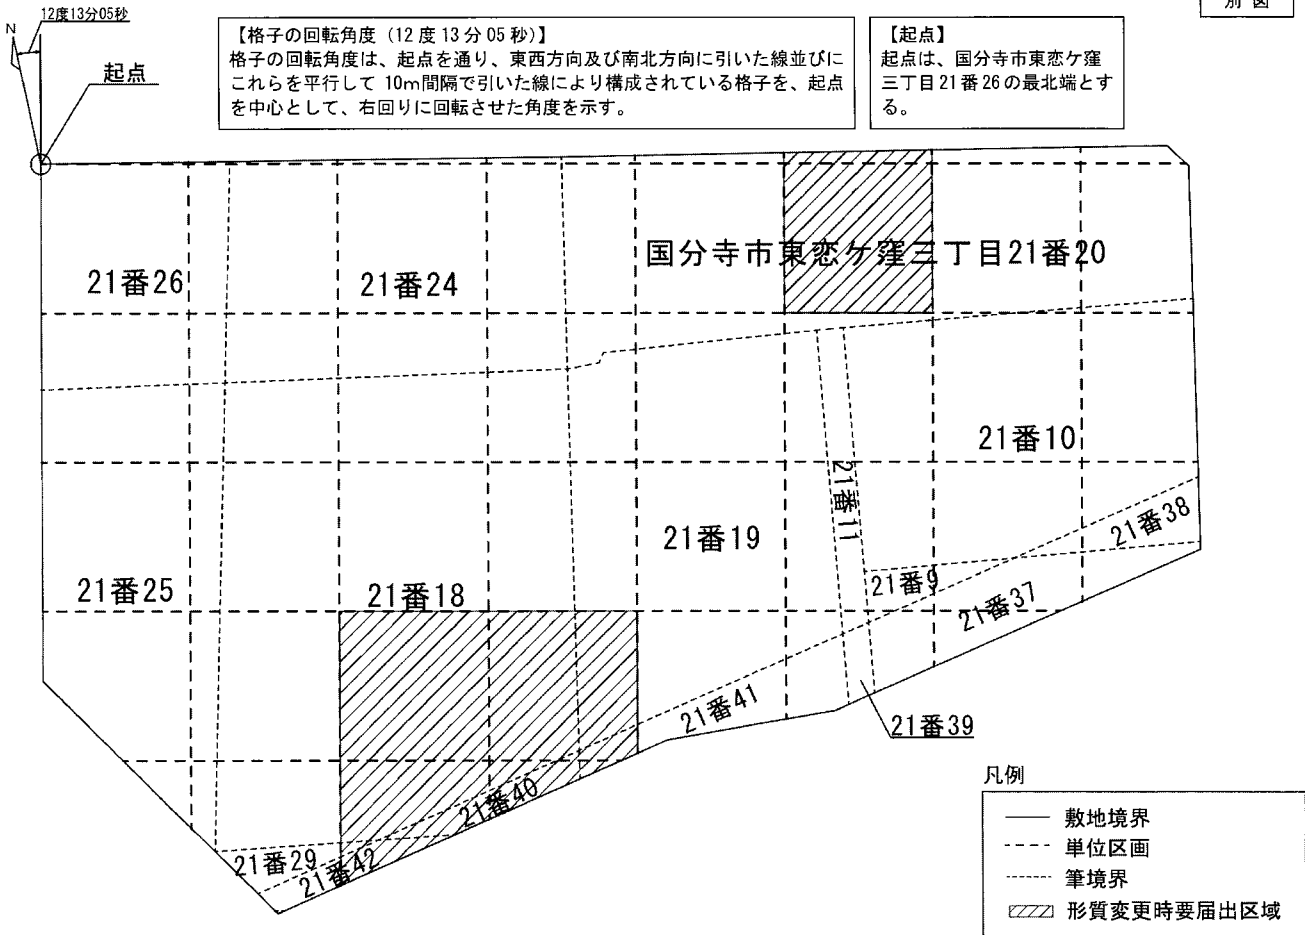 別図
12度13分05秒
N
起点
【格子の回転角度（12度13分05秒）】
格子の回転角度は、起点を通り、東西方向及び南北方向に引いた線並びに
これらを平行して10m間隔で引いた線により構成されている格子を、起点
を中心として、右回りに回転させた角度を示す。
【起点】
起点は、国分寺市東恋ケ窪
三丁目21番26の最北端とす
る。
国分寺市東恋ケ窪三丁目21番20
21番26
21番24
21番10
21番11
21番19
21番38
21番9
21番25
21番18
21番37
21番41
21番39
21番40
21番29
21番42
凡例
敷地境界
単位区画
筆境界
形質変更時要届出区域